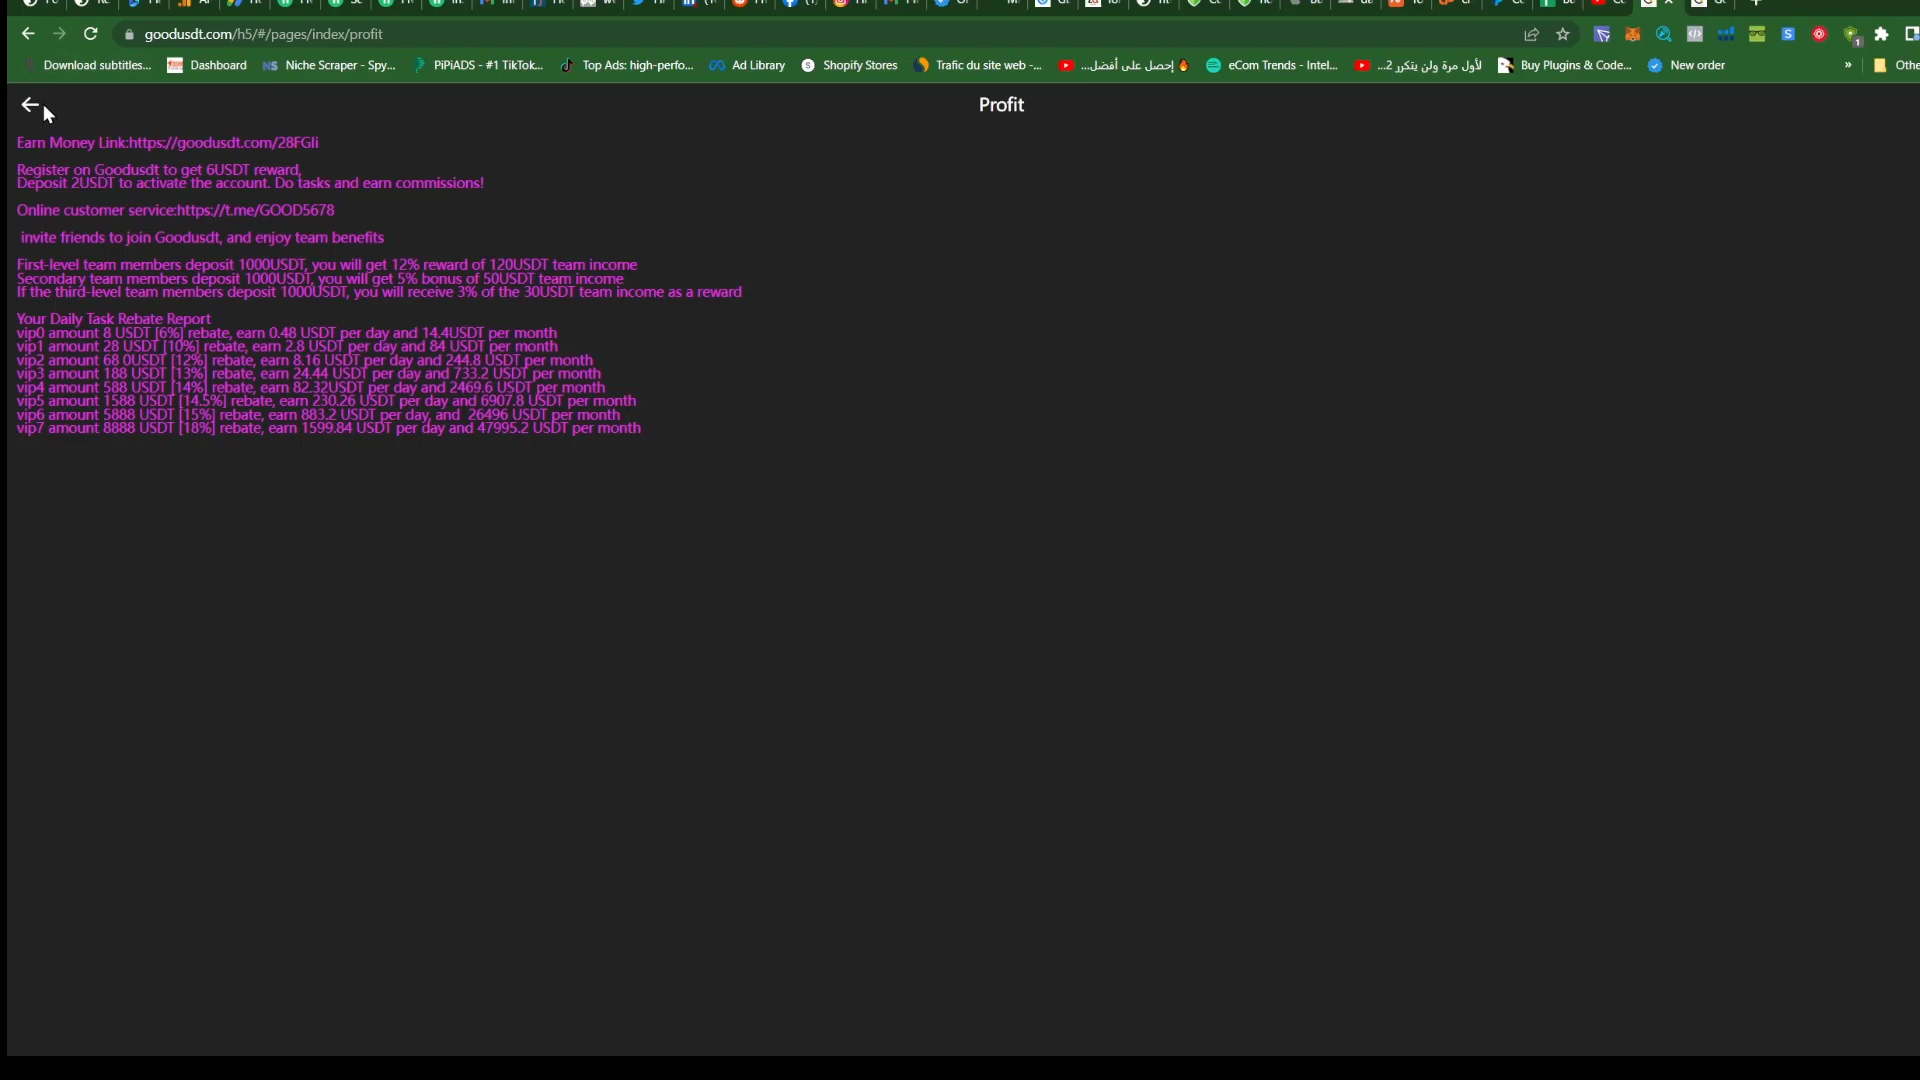 goodusdt.com/h5/#/pages/index/profit
Download subtitles... Dashboard Niche Scraper - Spy... PiPiADS - #1 TikTok... Top Ads: high-perfo... Ad Library Shopify Stores Trafic du site web -... إحصل على أفضل... eCom Trends - Intel... لأول مرة ولن يتكرر 2... Buy Plugins & Code... New order » Othe
Profit
Earn Money Link:https://goodusdt.com/28FGli
Register on Goodusdt to get 6USDT reward,
Deposit 2USDT to activate the account. Do tasks and earn commissions!
Online customer service:https://t.me/GOOD5678
invite friends to join Goodusdt, and enjoy team benefits
First-level team members deposit 1000USDT, you will get 12% reward of 120USDT team income
Secondary team members deposit 1000USDT, you will get 5% bonus of 50USDT team income
If the third-level team members deposit 1000USDT, you will receive 3% of the 30USDT team income as a reward
Your Daily Task Rebate Report
vip0 amount 8 USDT [6%] rebate, earn 0.48 USDT per day and 14.4USDT per month
vip1 amount 28 USDT [10%] rebate, earn 2.8 USDT per day and 84 USDT per month
vip2 amount 68 0USDT [12%] rebate, earn 8.16 USDT per day and 244.8 USDT per month
vip3 amount 188 USDT [13%] rebate, earn 24.44 USDT per day and 733.2 USDT per month
vip4 amount 588 USDT [14%] rebate, earn 82.32USDT per day and 2469.6 USDT per month
vip5 amount 1588 USDT [14.5%] rebate, earn 230.26 USDT per day and 6907.8 USDT per month
vip6 amount 5888 USDT [15%] rebate, earn 883.2 USDT per day, and 26496 USDT per month
vip7 amount 8888 USDT [18%] rebate, earn 1599.84 USDT per day and 47995.2 USDT per month